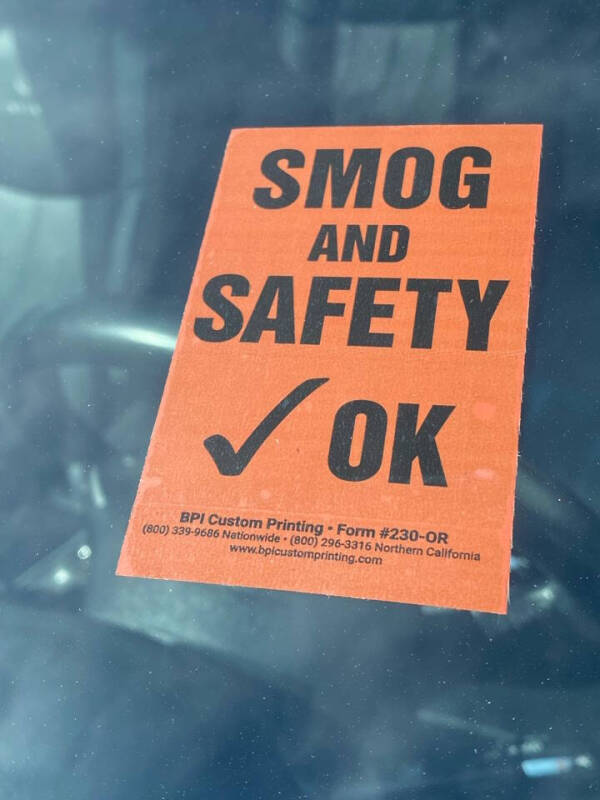 SMOG
AND
SAFETY
✓ OK
BPI Custom Printing • Form #230-OR
(800) 339-9686 Nationwide • (800) 296-3316 Northern California
www.bpicustomprinting.com